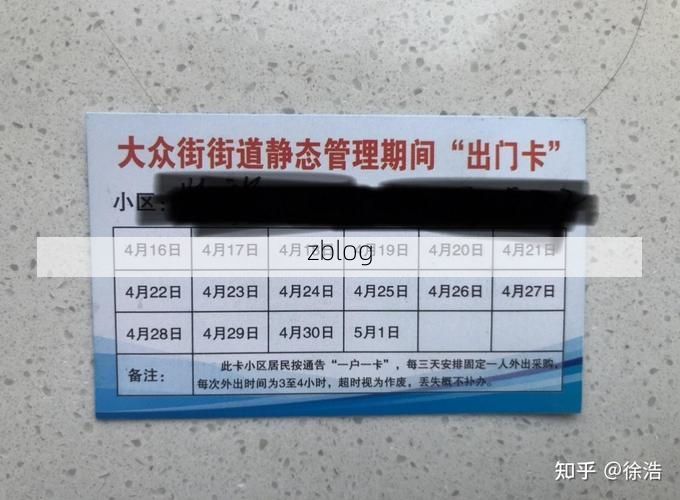 大众街街道静态管理期间“出门卡”
小区：
4月16日 4月17日 4月18日 4月19日 4月20日 4月21日
zblog
4月22日 4月23日 4月24日 4月25日 4月26日 4月27日
4月28日 4月29日 4月30日 5月1日
备注：
此卡小区居民按通告“一户一卡”，每三天安排固定一人外出采购，
每次外出时间为3至4小时，超时视为作废，丢失概不补办。
知乎 @徐浩